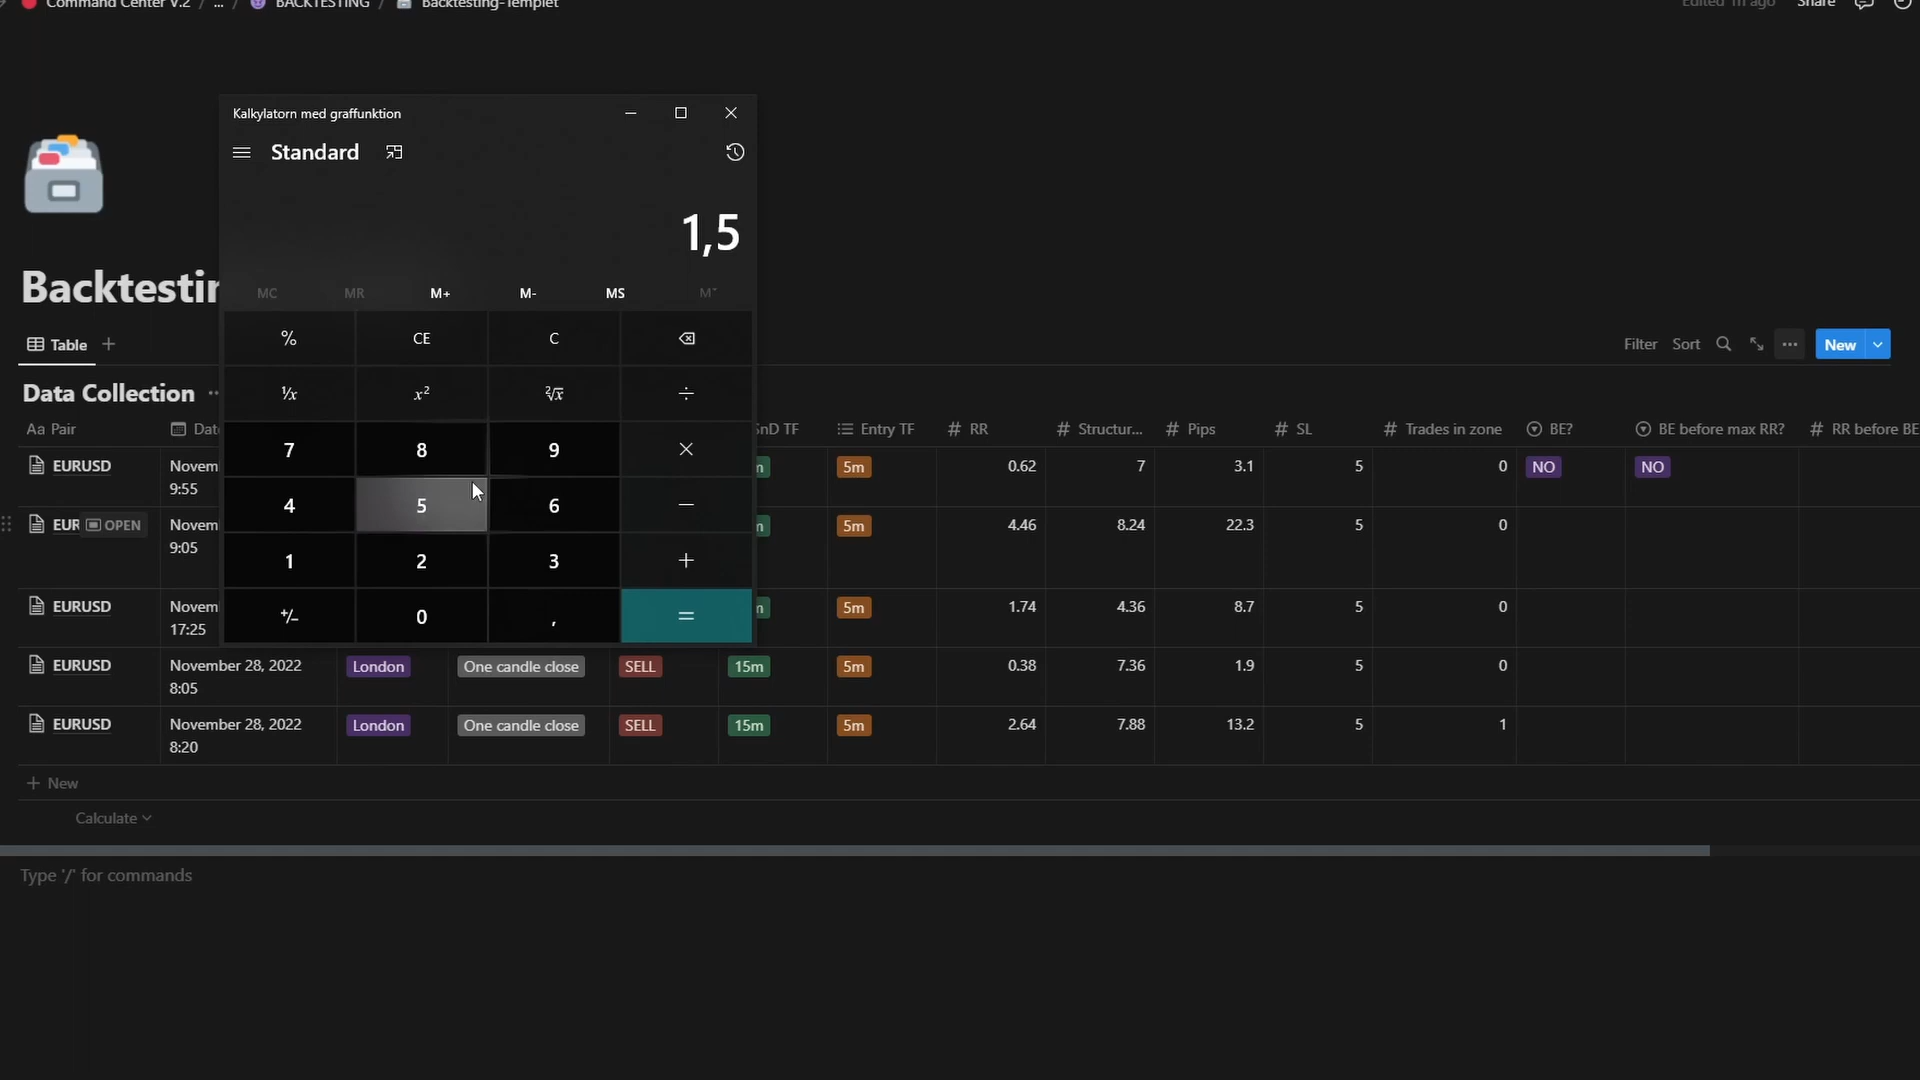 Command Center V.2 / ... / BACKTESTING / Backtesting-Templet
Edited 1h ago Share
Kalkylatorn med graffunktion
Standard
1,5
MC MR M+ M- MS M˅
% CE C
¹/x x² ²√x ÷
7 8 9 ×
4 5 6 −
1 2 3 +
+/− 0 , =
Backtestin
Table +
Filter Sort ... New
Data Collection ...
Aa Pair Dat SnD TF Entry TF # RR # Structur... # Pips # SL # Trades in zone BE? BE before max RR? # RR before BE
EURUSD Novem m 5m 0.62 7 3.1 5 0 NO NO
9:55
EUR OPEN Novem m 5m 4.46 8.24 22.3 5 0
9:05
EURUSD Novem m 5m 1.74 4.36 8.7 5 0
17:25
EURUSD November 28, 2022 London One candle close SELL 15m 5m 0.38 7.36 1.9 5 0
8:05
EURUSD November 28, 2022 London One candle close SELL 15m 5m 2.64 7.88 13.2 5 1
8:20
+ New
Calculate
Type '/' for commands